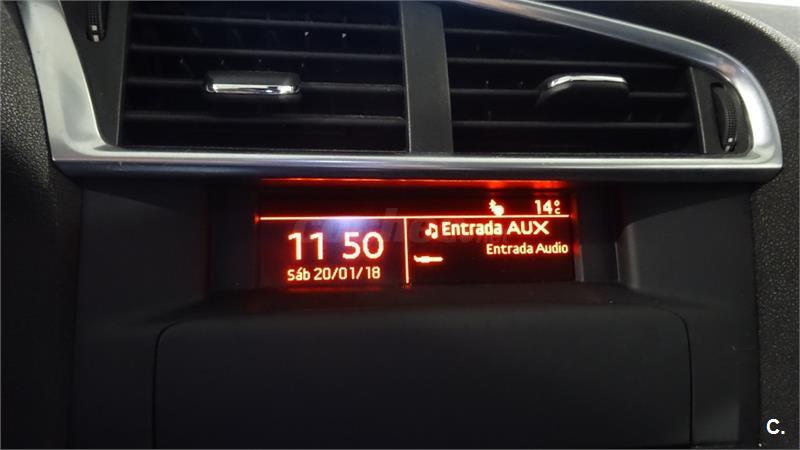 14°C
11 50
Sáb 20/01/18
Entrada AUX
Entrada Audio
C.